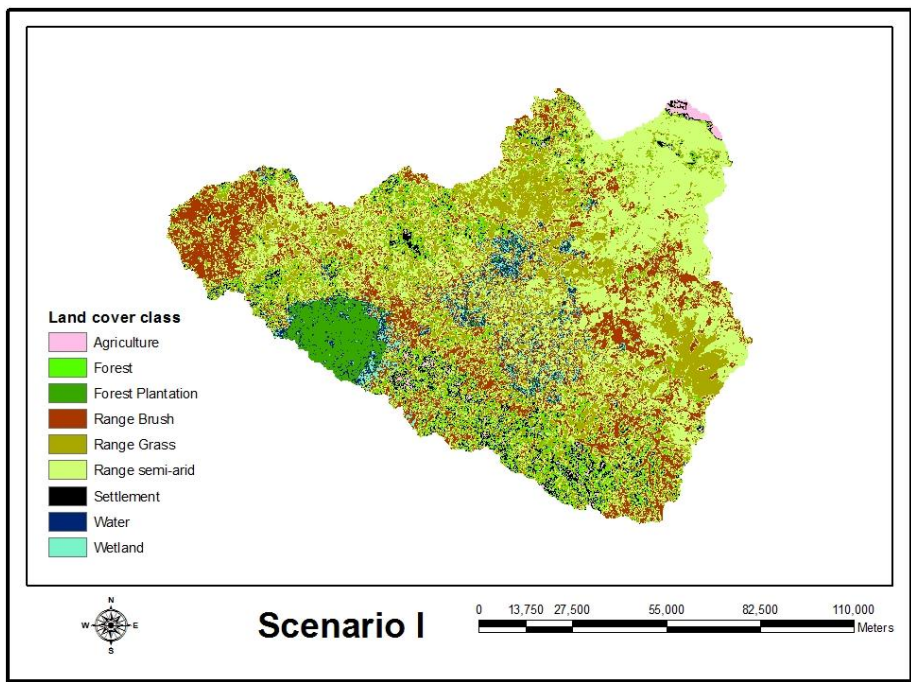 Land cover class
Agriculture
Forest
Forest Plantation
Range Brush
Range Grass
Range semi-arid
Settlement
Water
Wetland
N
W E
S
Scenario I
0 13,750 27,500 55,000 82,500 110,000
Meters